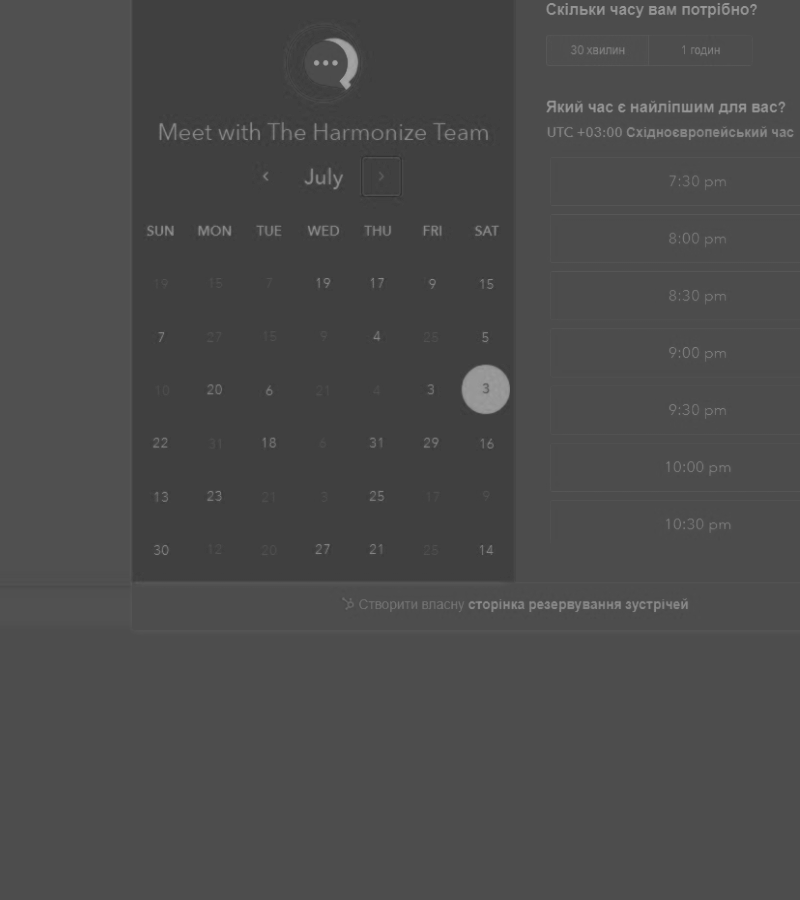 Скільки часу вам потрібно?
30 хвилин 1 годин
Який час є найліпшим для вас?
UTC +03:00 Східноєвропейський час
7:30 pm
8:00 pm
8:30 pm
9:00 pm
9:30 pm
10:00 pm
10:30 pm
Meet with The Harmonize Team
July
SUN MON TUE WED THU FRI SAT
19 15 7 19 17 9 15
7 27 15 9 4 25 5
10 20 6 21 4 3 3
22 31 18 6 31 29 16
13 23 21 3 25 17 9
30 12 20 27 21 25 14
Створити власну сторінка резервування зустрічей